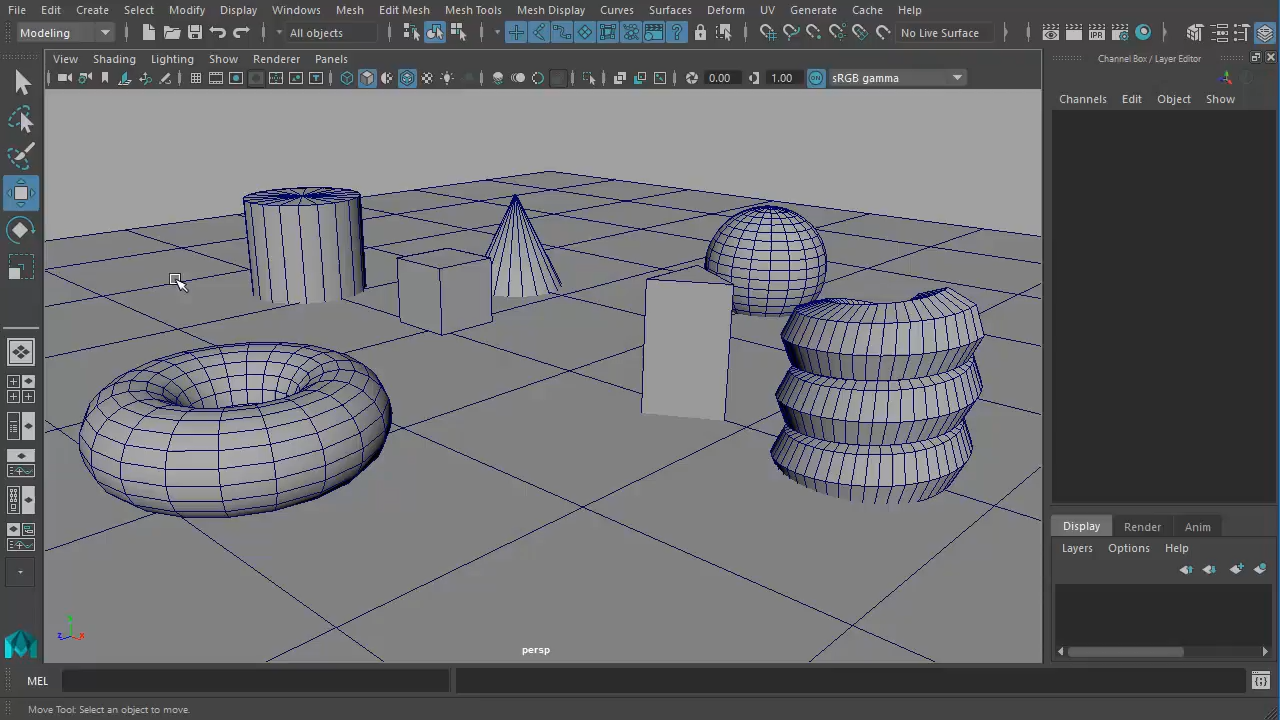 File Edit Create Select Modify Display Windows Mesh Edit Mesh Mesh Tools Mesh Display Curves Surfaces Deform UV Generate Cache Help
Modeling All objects No Live Surface
Channel Box / Layer Editor
View Shading Lighting Show Renderer Panels
0.00 1.00 ON sRGB gamma
Channels Edit Object Show
Display Render Anim
Layers Options Help
persp
MEL
Move Tool: Select an object to move.